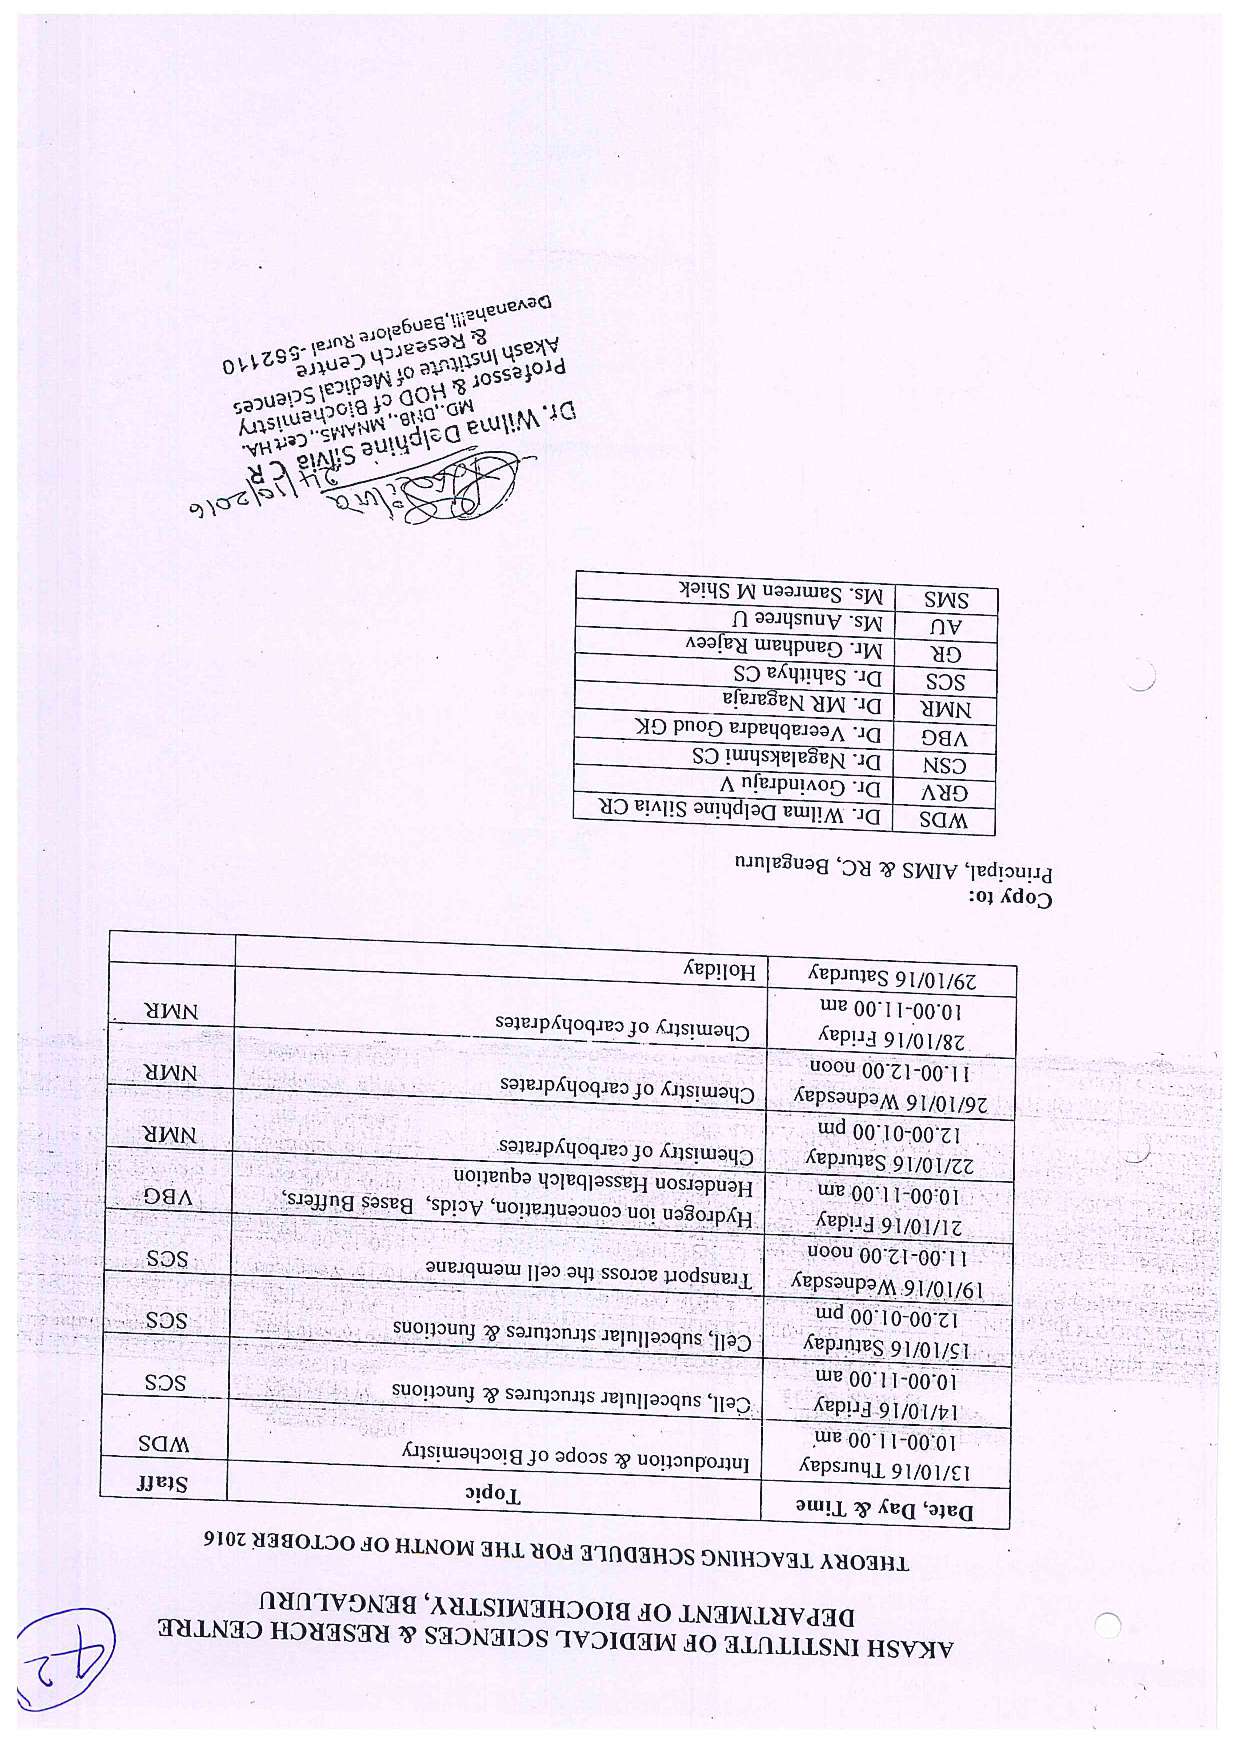 42
AKASH INSTITUTE OF MEDICAL SCIENCES & RESERCH CENTRE
DEPARTMENT OF BIOCHEMISTRY, BENGALURU
THEORY TEACHING SCHEDULE FOR THE MONTH OF OCTOBER 2016
Date, Day & Time Topic Staff
13/10/16 Thursday
10.00-11.00 am Introduction & scope of Biochemistry WDS
14/10/16 Friday
10.00-11.00 am Cell, subcellular structures & functions SCS
15/10/16 Saturday
12.00-01.00 pm Cell, subcellular structures & functions SCS
19/10/16 Wednesday
11.00-12.00 noon Transport across the cell membrane SCS
21/10/16 Friday Hydrogen ion concentration, Acids, Bases Buffers,
10.00-11.00 am Henderson Hasselbalch equation VBG
22/10/16 Saturday
12.00-01.00 pm Chemistry of carbohydrates NMR
26/10/16 Wednesday
11.00-12.00 noon Chemistry of carbohydrates NMR
28/10/16 Friday
10.00-11.00 am Chemistry of carbohydrates NMR
29/10/16 Saturday Holiday
Copy to:
Principal, AIMS & RC, Bengaluru
WDS Dr. Wilma Delphine Silvia CR
GRV Dr. Govindraju V
CSN Dr. Nagalakshmi CS
VBG Dr. Veerabhadra Goud GK
NMR Dr. MR Nagaraja
SCS Dr. Sahithya CS
GR Mr. Gandham Rajeev
AU Ms. Anushree U
SMS Ms. Samreen M Shiek
24/10/2016
Dr. Wilma Delphine Silvia CR
MD., DNB., MNAMS., Cert HA.
Professor & HOD of Biochemistry
Akash Institute of Medical Sciences
& Research Centre
Devanahalli, Bangalore Rural -562110